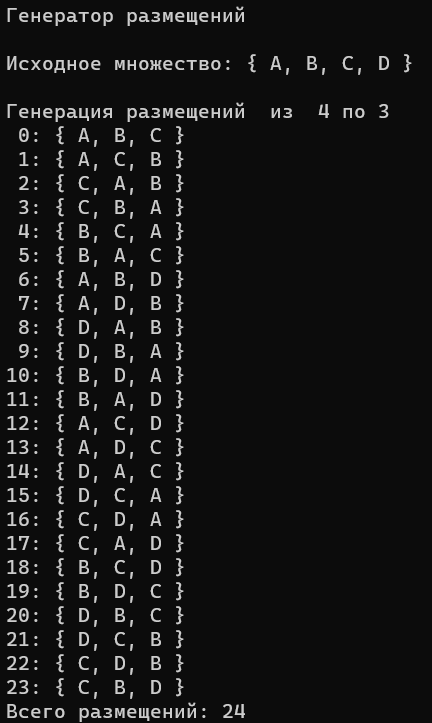 Генератор размещений
Исходное множество: { A, B, C, D }
Генерация размещений  из  4 по 3
 0: { A, B, C }
 1: { A, C, B }
 2: { C, A, B }
 3: { C, B, A }
 4: { B, C, A }
 5: { B, A, C }
 6: { A, B, D }
 7: { A, D, B }
 8: { D, A, B }
 9: { D, B, A }
10: { B, D, A }
11: { B, A, D }
12: { A, C, D }
13: { A, D, C }
14: { D, A, C }
15: { D, C, A }
16: { C, D, A }
17: { C, A, D }
18: { B, C, D }
19: { B, D, C }
20: { D, B, C }
21: { D, C, B }
22: { C, D, B }
23: { C, B, D }
Всего размещений: 24